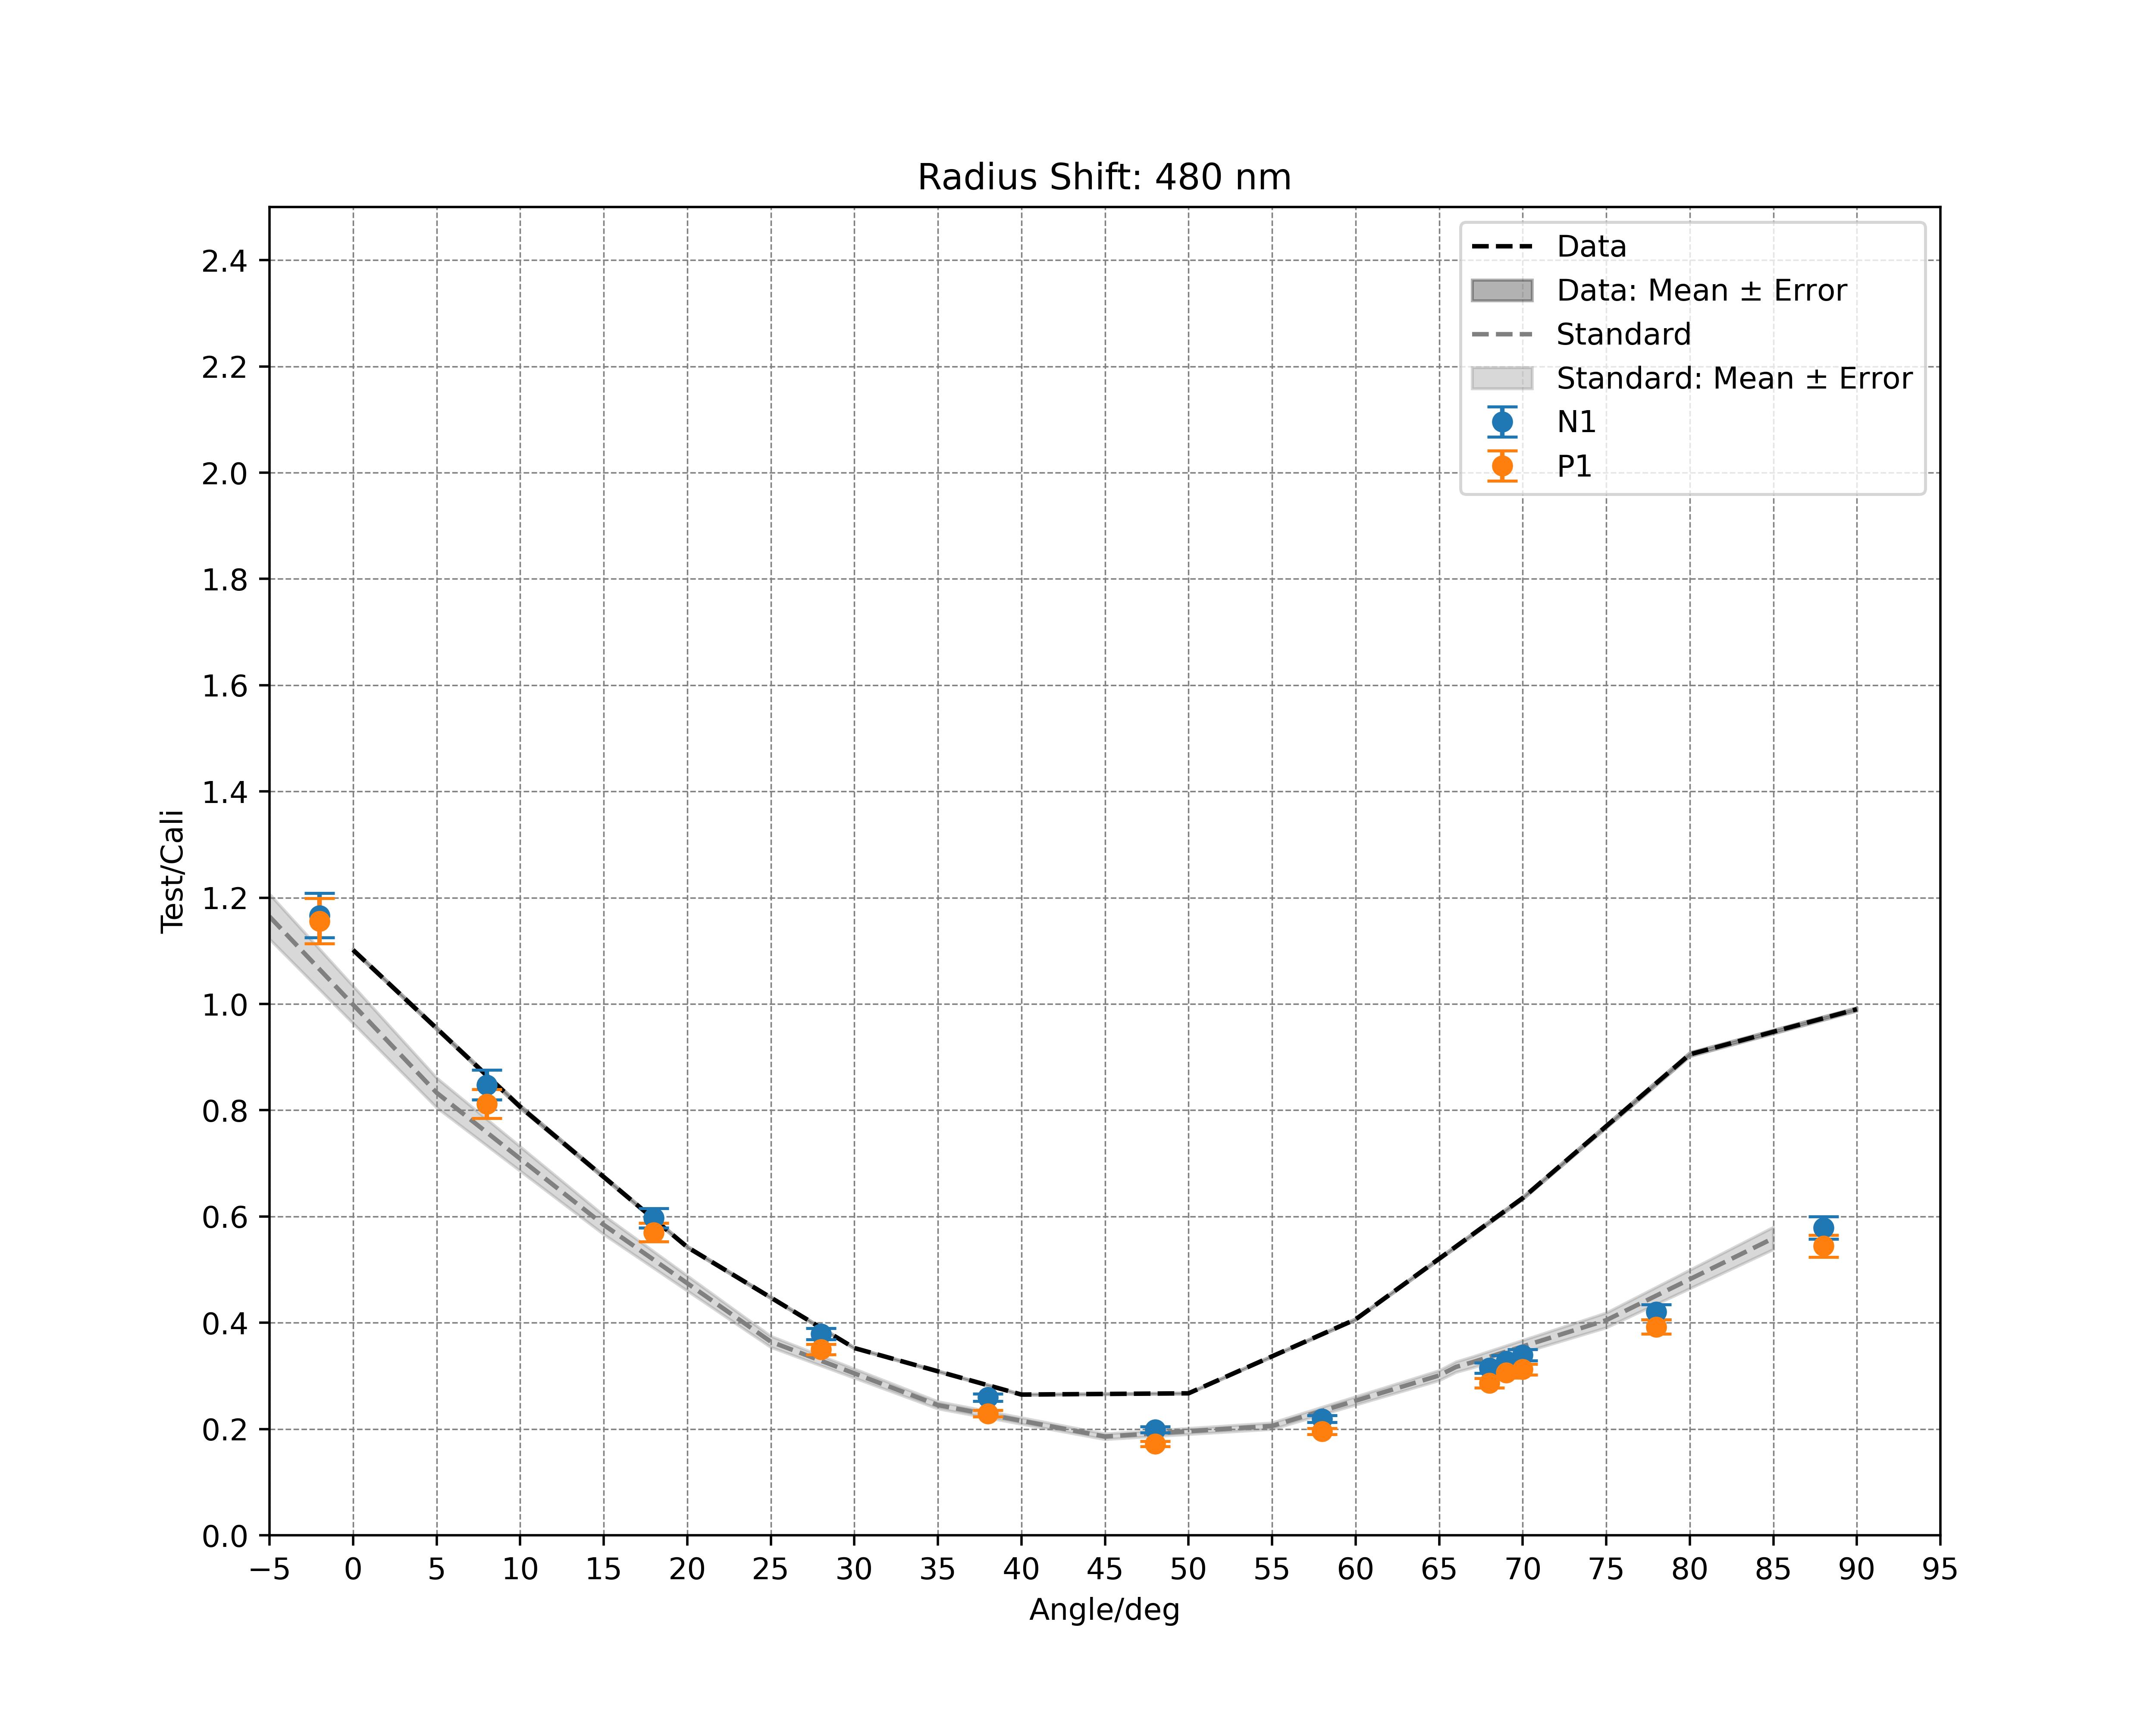 Radius Shift: 480 nm
Data
Data: Mean ± Error
Standard
Standard: Mean ± Error
N1
P1
2.4
2.2
2.0
1.8
1.6
1.4
1.2
1.0
0.8
0.6
0.4
0.2
0.0
Test/Cali
−5 0 5 10 15 20 25 30 35 40 45 50 55 60 65 70 75 80 85 90 95
Angle/deg